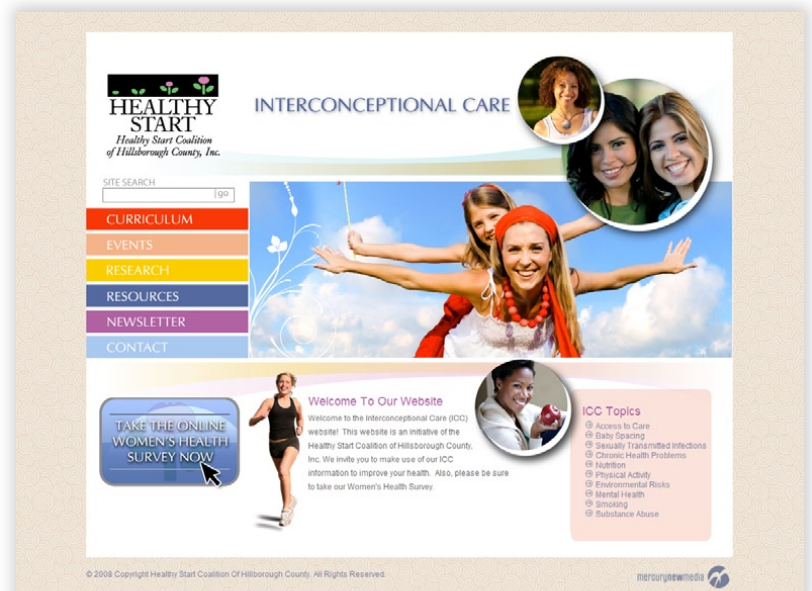 HEALTHY
START
Healthy Start Coalition
of Hillsborough County, Inc.
INTERCONCEPTIONAL CARE
SITE SEARCH
go
CURRICULUM
EVENTS
RESEARCH
RESOURCES
NEWSLETTER
CONTACT
TAKE THE ONLINE
WOMEN'S HEALTH
SURVEY NOW
Welcome To Our Website
Welcome to the Interconceptional Care (ICC)
website! This website is an initiative of the
Healthy Start Coalition of Hillsborough County,
Inc. We invite you to make use of our ICC
information to improve your health. Also, please be sure
to take our Women's Health Survey.
ICC Topics
Access to Care
Baby Spacing
Sexually Transmitted Infections
Chronic Health Problems
Nutrition
Physical Activity
Environmental Risks
Mental Health
Smoking
Substance Abuse
© 2008 Copyright Healthy Start Coalition Of Hillborough County. All Rights Reserved.
mercurynewmedia